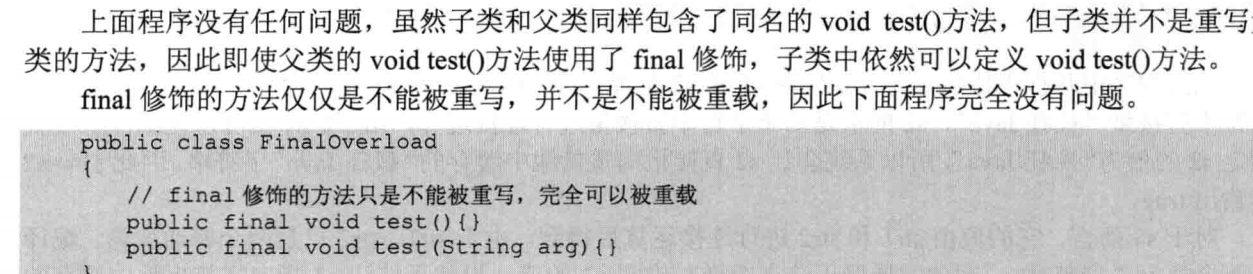 上面程序没有任何问题，虽然子类和父类同样包含了同名的 void test()方法，但子类并不是重写
类的方法，因此即使父类的 void test()方法使用了 final 修饰，子类中依然可以定义 void test()方法。
final 修饰的方法仅仅是不能被重写，并不是不能被重载，因此下面程序完全没有问题。
public class FinalOverload
{
// final 修饰的方法只是不能被重写，完全可以被重载
public final void test(){}
public final void test(String arg){}
}